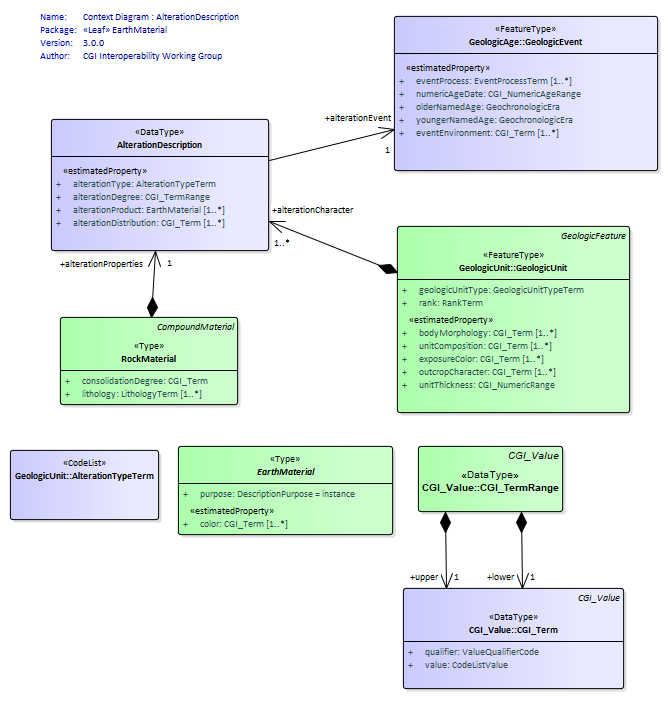 Name: Context Diagram : AlterationDescription
Package: «Leaf» EarthMaterial
Version: 3.0.0
Author: CGI Interoperability Working Group
«FeatureType»
GeologicAge::GeologicEvent
«estimatedProperty»
+ eventProcess: EventProcessTerm [1..*]
+ numericAgeDate: CGI_NumericAgeRange
+ olderNamedAge: GeochronologicEra
+ youngerNamedAge: GeochronologicEra
+ eventEnvironment: CGI_Term [1..*]
+alterationEvent
1
«DataType»
AlterationDescription
«estimatedProperty»
+ alterationType: AlterationTypeTerm
+ alterationDegree: CGI_TermRange
+ alterationProduct: EarthMaterial [1..*]
+ alterationDistribution: CGI_Term [1..*]
+alterationCharacter
1..*
+alterationProperties 1
GeologicFeature
«FeatureType»
GeologicUnit::GeologicUnit
+ geologicUnitType: GeologicUnitTypeTerm
+ rank: RankTerm
«estimatedProperty»
+ bodyMorphology: CGI_Term [1..*]
+ unitComposition: CGI_Term [1..*]
+ exposureColor: CGI_Term [1..*]
+ outcropCharacter: CGI_Term [1..*]
+ unitThickness: CGI_NumericRange
CompoundMaterial
«Type»
RockMaterial
+ consolidationDegree: CGI_Term
+ lithology: LithologyTerm [1..*]
«CodeList»
GeologicUnit::AlterationTypeTerm
«Type»
EarthMaterial
+ purpose: DescriptionPurpose = instance
«estimatedProperty»
+ color: CGI_Term [1..*]
CGI_Value
«DataType»
CGI_Value::CGI_TermRange
+upper 1
+lower 1
CGI_Value
«DataType»
CGI_Value::CGI_Term
+ qualifier: ValueQualifierCode
+ value: CodeListValue